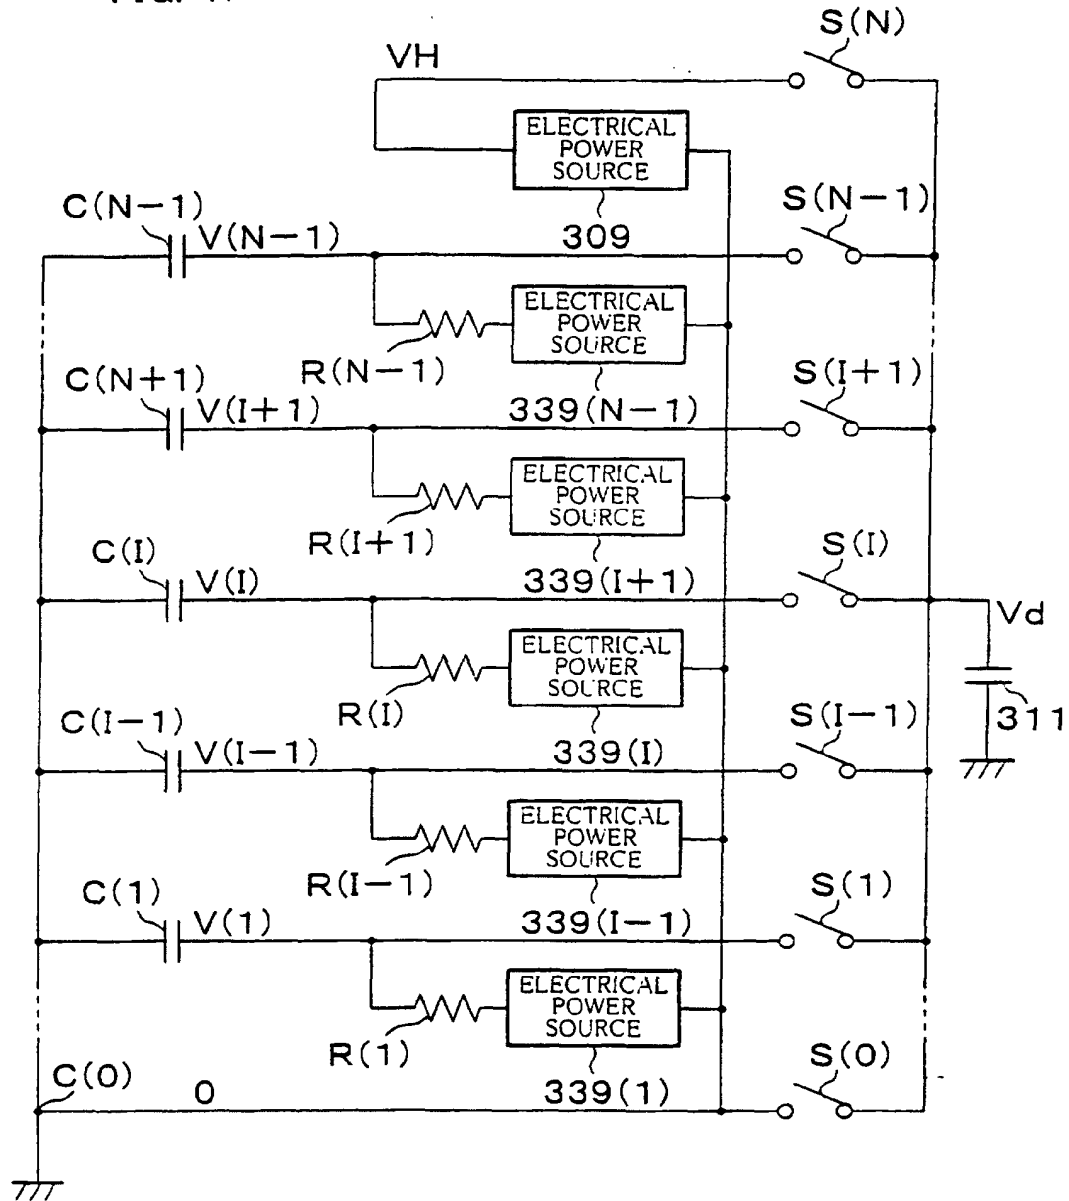 S(N)
VH
ELECTRICAL
POWER
SOURCE
C(N-1)
V(N-1)
309
S(N-1)
ELECTRICAL
POWER
SOURCE
R(N-1)
C(N+1)
V(I+1)
339(N-1)
S(I+1)
ELECTRICAL
POWER
SOURCE
R(I+1)
C(I)
V(I)
339(I+1)
S(I)
Vd
ELECTRICAL
POWER
SOURCE
R(I)
311
C(I-1)
V(I-1)
339(I)
S(I-1)
ELECTRICAL
POWER
SOURCE
R(I-1)
C(1)
V(1)
339(I-1)
S(1)
ELECTRICAL
POWER
SOURCE
R(1)
C(0)
0
339(1)
S(0)